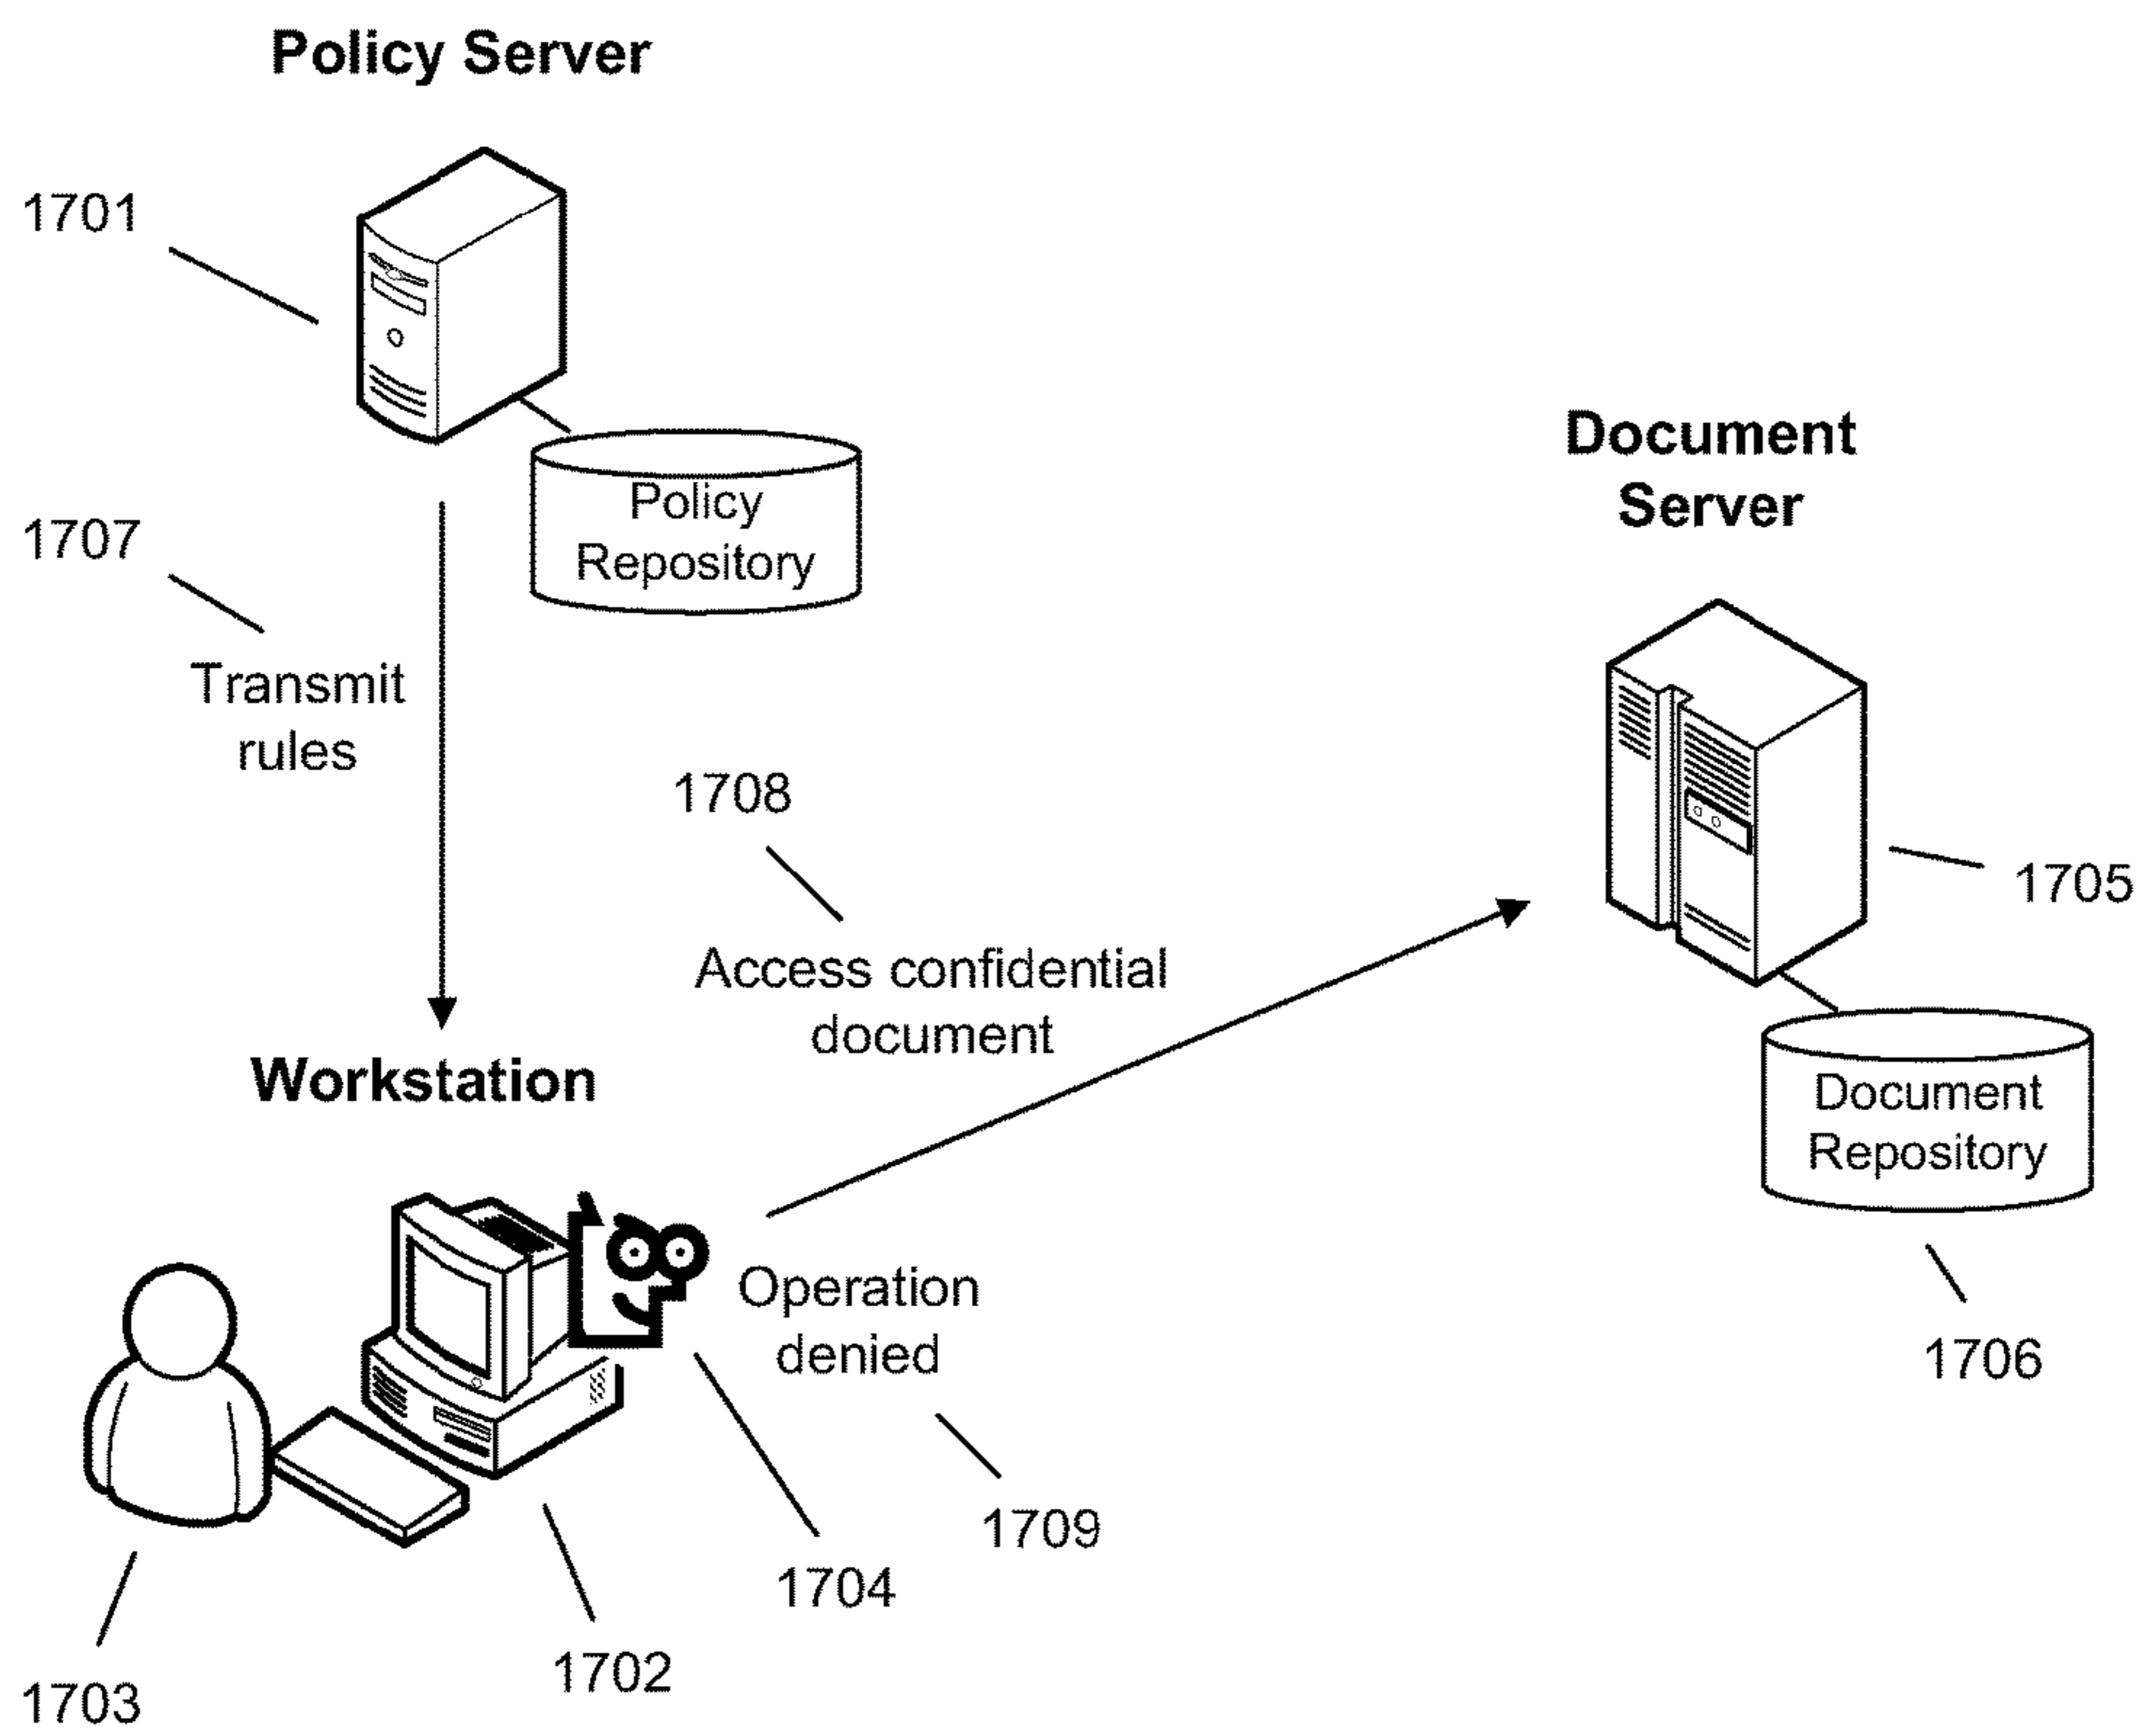 Policy Server
1701
Policy
Repository
1707
Transmit
rules
Document
Server
1708
1705
Access confidential
document
Workstation
Document
Repository
Operation
denied
1706
1709
1704
1702
1703